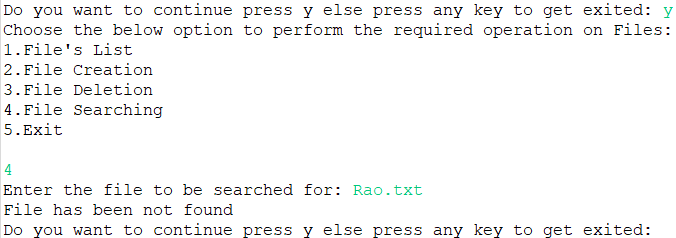 Do you want to continue press y else press any key to get exited: y
Choose the below option to perform the required operation on Files:
1.File's List
2.File Creation
3.File Deletion
4.File Searching
5.Exit
4
Enter the file to be searched for: Rao.txt
File has been not found
Do you want to continue press y else press any key to get exited: